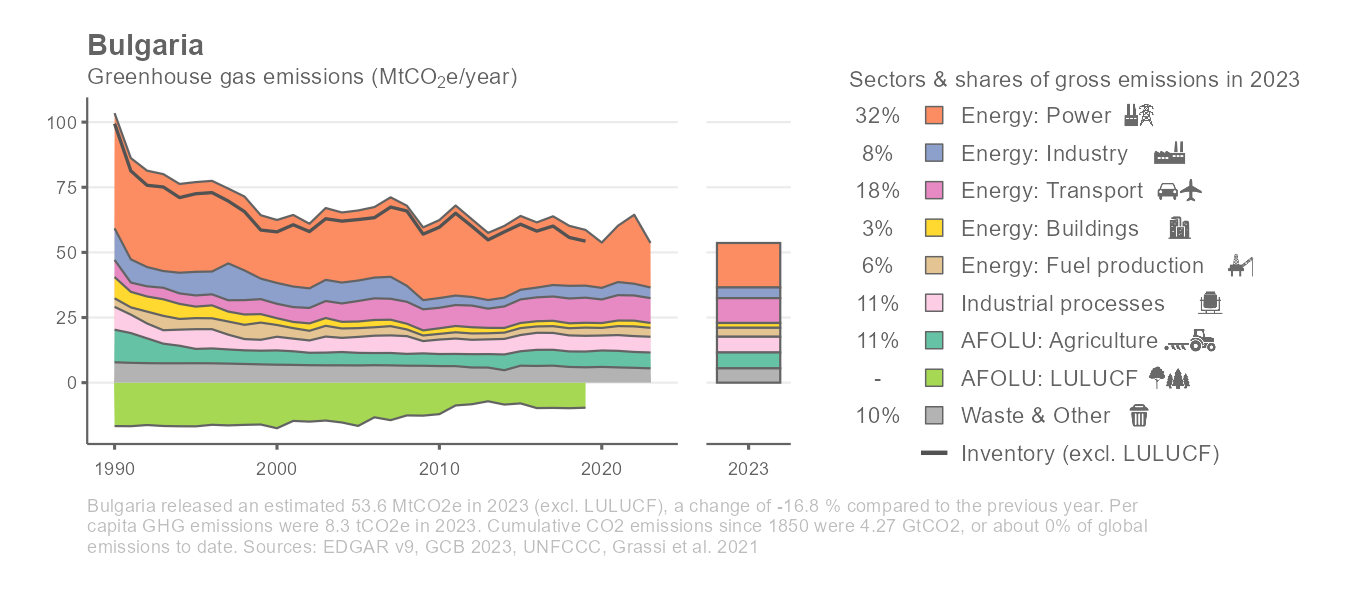 Bulgaria
Greenhouse gas emissions (MtCO₂e/year)
100
75
50
25
0
1990
2000
2010
2020
2023
Sectors & shares of gross emissions in 2023
32% Energy: Power
8% Energy: Industry
18% Energy: Transport
3% Energy: Buildings
6% Energy: Fuel production
11% Industrial processes
11% AFOLU: Agriculture
- AFOLU: LULUCF
10% Waste & Other
Inventory (excl. LULUCF)
Bulgaria released an estimated 53.6 MtCO2e in 2023 (excl. LULUCF), a change of -16.8 % compared to the previous year. Per
capita GHG emissions were 8.3 tCO2e in 2023. Cumulative CO2 emissions since 1850 were 4.27 GtCO2, or about 0% of global
emissions to date. Sources: EDGAR v9, GCB 2023, UNFCCC, Grassi et al. 2021